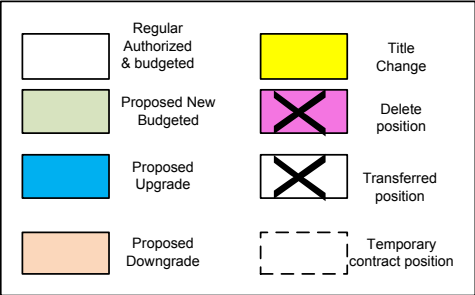 Regular
Authorized
& budgeted
Title
Change
Proposed New
Budgeted
Delete
position
Proposed
Upgrade
Transferred
position
Proposed
Downgrade
Temporary
contract position